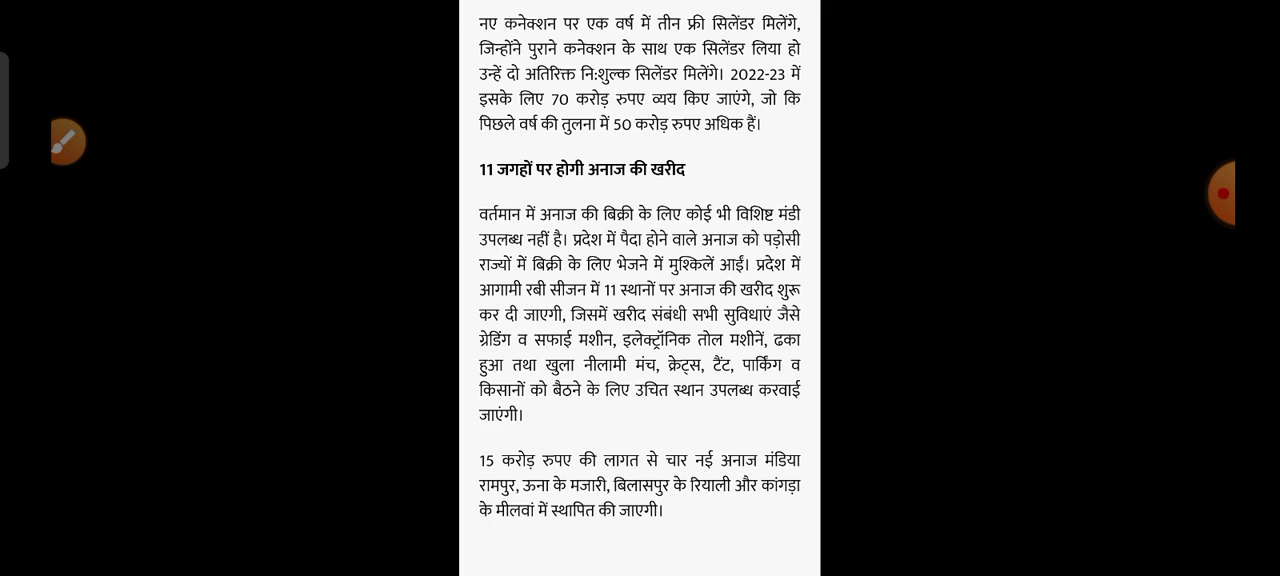 नए कनेक्शन पर एक वर्ष में तीन फ्री सिलेंडर मिलेंगे,
जिन्होंने पुराने कनेक्शन के साथ एक सिलेंडर लिया हो
उन्हें दो अतिरिक्त नि:शुल्क सिलेंडर मिलेंगे। 2022-23 में
इसके लिए 70 करोड़ रुपए व्यय किए जाएंगे, जो कि
पिछले वर्ष की तुलना में 50 करोड़ रुपए अधिक हैं।
11 जगहों पर होगी अनाज की खरीद
वर्तमान में अनाज की बिक्री के लिए कोई भी विशिष्ट मंडी
उपलब्ध नहीं है। प्रदेश में पैदा होने वाले अनाज को पड़ोसी
राज्यों में बिक्री के लिए भेजने में मुश्किलें आईं। प्रदेश में
आगामी रबी सीजन में 11 स्थानों पर अनाज की खरीद शुरू
कर दी जाएगी, जिसमें खरीद संबंधी सभी सुविधाएं जैसे
ग्रेडिंग व सफाई मशीन, इलेक्ट्रॉनिक तोल मशीनें, ढका
हुआ तथा खुला नीलामी मंच, क्रेट्स, टैंट, पार्किंग व
किसानों को बैठने के लिए उचित स्थान उपलब्ध करवाई
जाएंगी।
15 करोड़ रुपए की लागत से चार नई अनाज मंडिया
रामपुर, ऊना के मजारी, बिलासपुर के रियाली और कांगड़ा
के मीलवां में स्थापित की जाएगी।